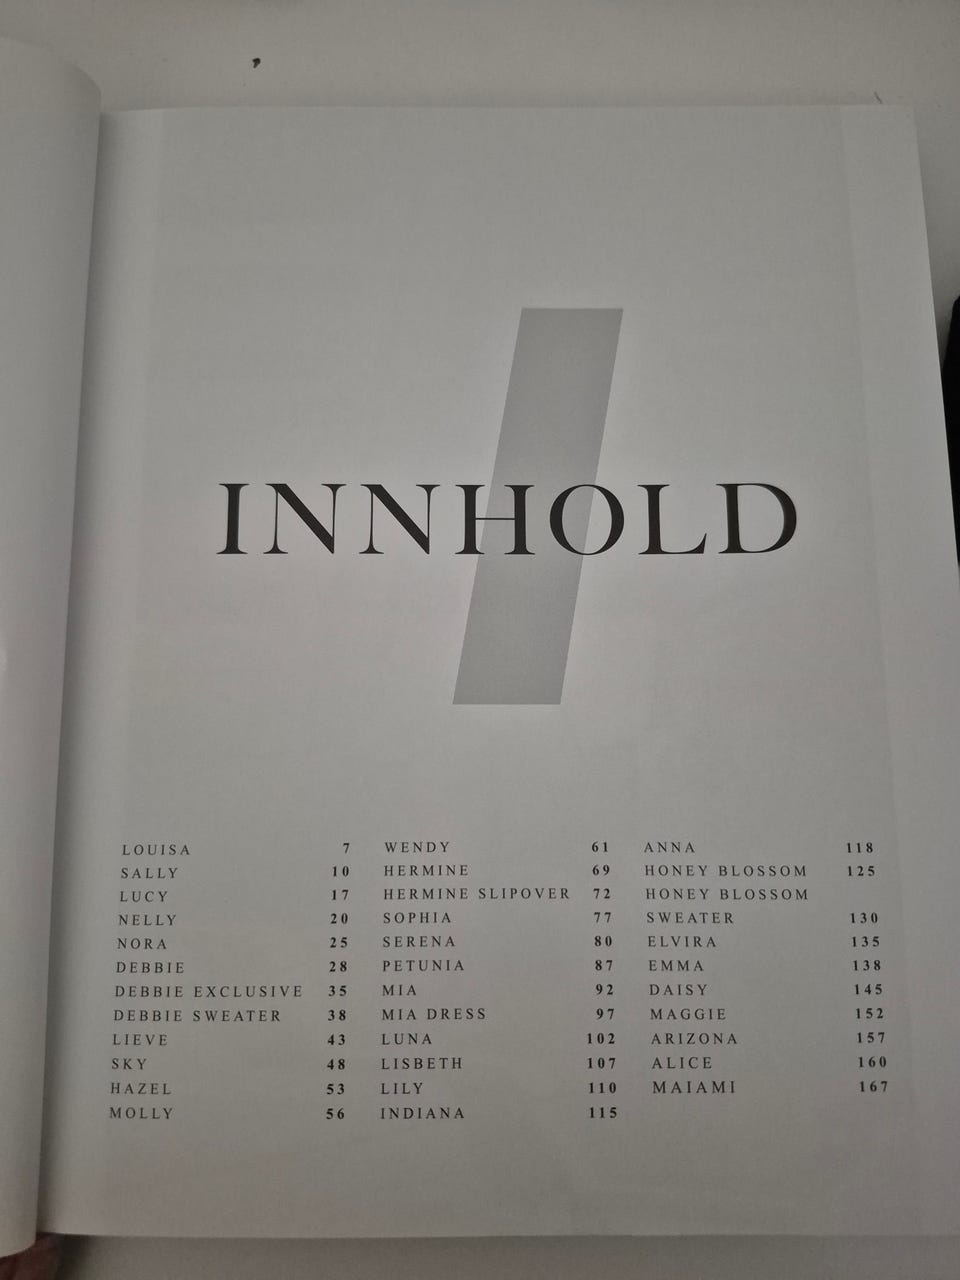 INNHOLD
LOUISA 7
SALLY 10
LUCY 17
NELLY 20
NORA 25
DEBBIE 28
DEBBIE EXCLUSIVE 35
DEBBIE SWEATER 38
LIEVE 43
SKY 48
HAZEL 53
MOLLY 56
WENDY 61
HERMINE 69
HERMINE SLIPOVER 72
SOPHIA 77
SERENA 80
PETUNIA 87
MIA 92
MIA DRESS 97
LUNA 102
LISBETH 107
LILY 110
INDIANA 115
ANNA 118
HONEY BLOSSOM 125
HONEY BLOSSOM
SWEATER 130
ELVIRA 135
EMMA 138
DAISY 145
MAGGIE 152
ARIZONA 157
ALICE 160
MAIAMI 167